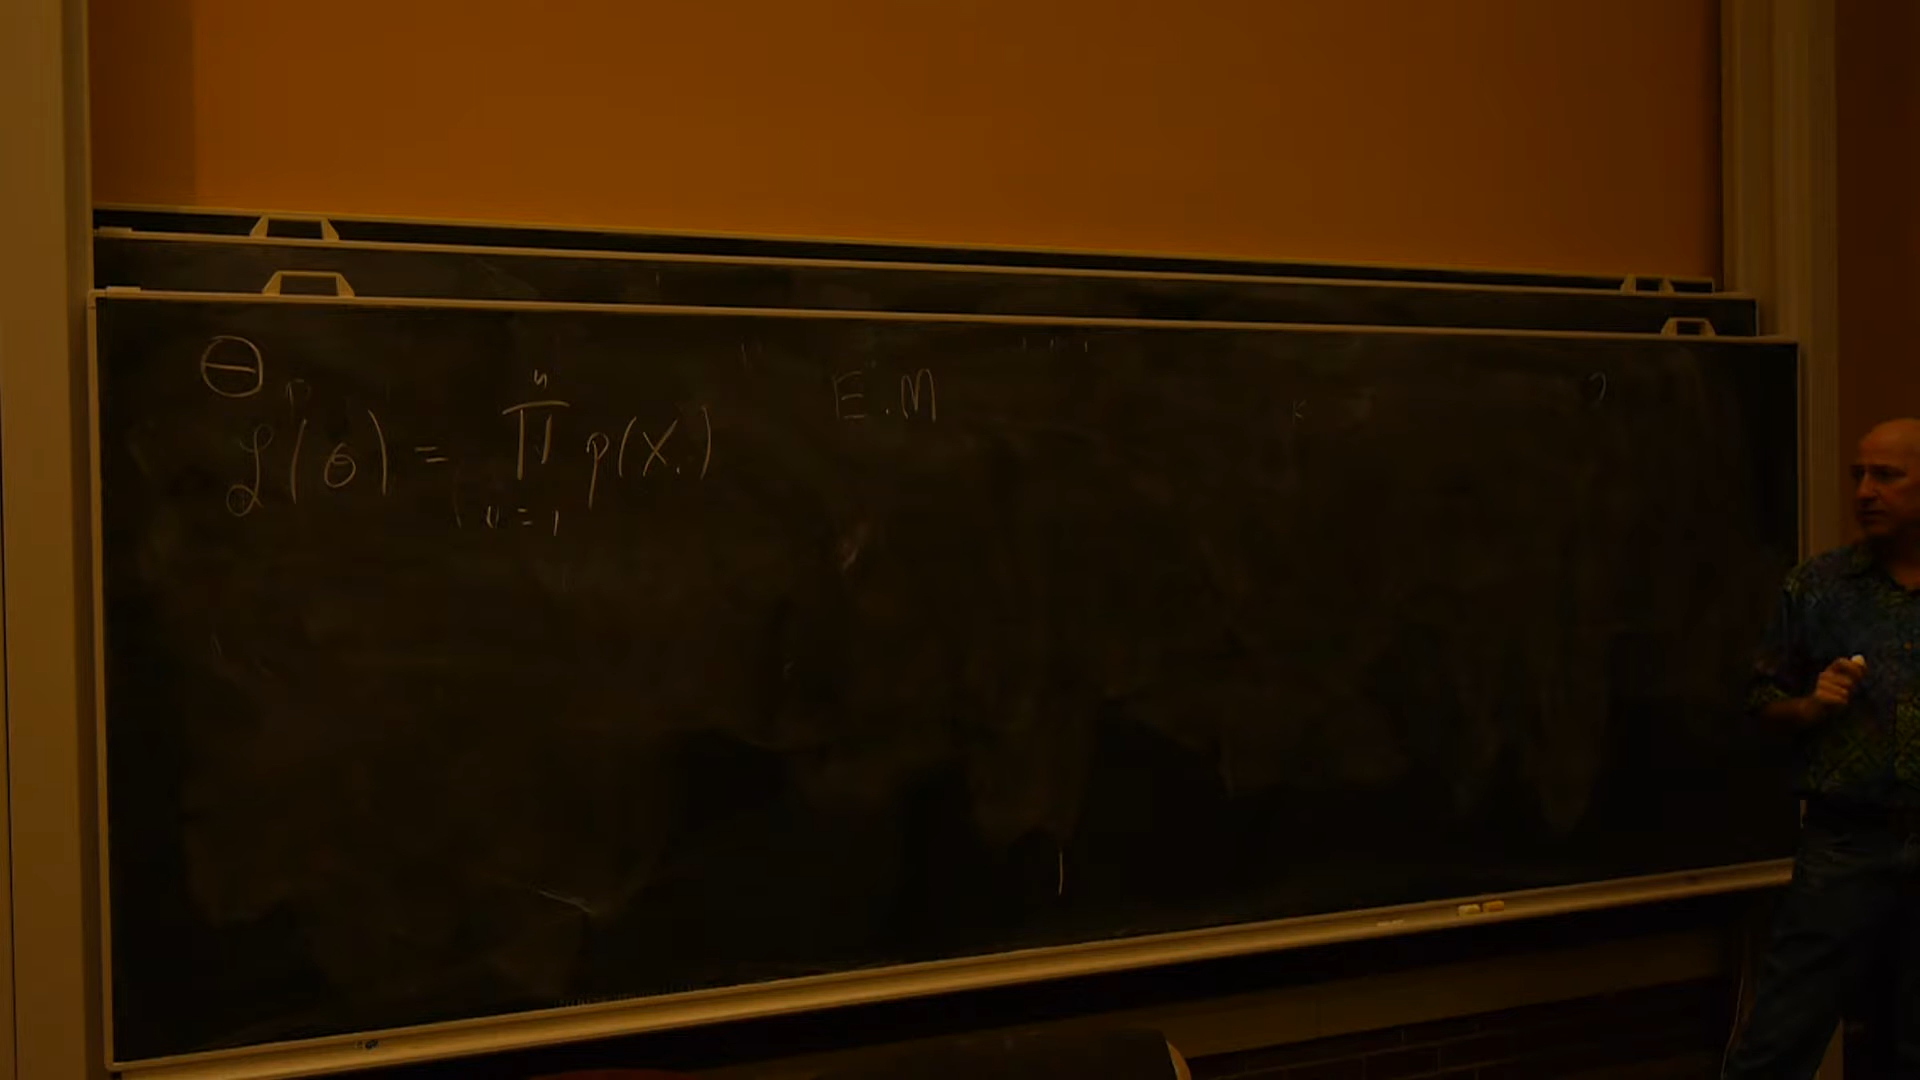 Θ
E.M
L(θ) = ∏ p(Xi)
n
i=1